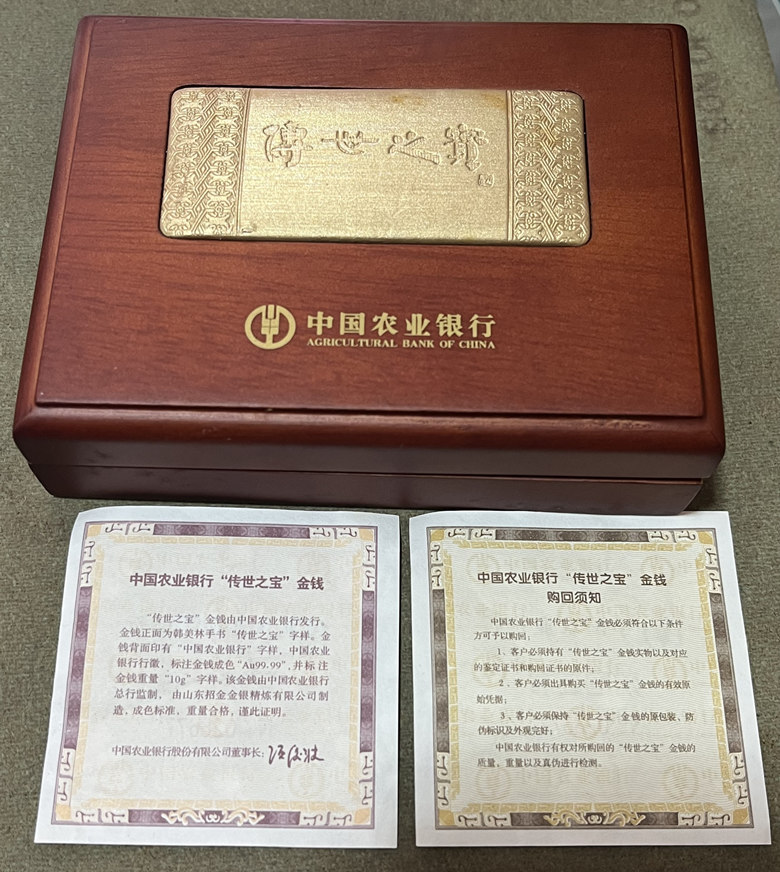 傳世之寶
中国农业银行
AGRICULTURAL BANK OF CHINA
中国农业银行“传世之宝”金钱
“传世之宝”金钱由中国农业银行发行。
金钱正面为韩美林手书“传世之宝”字样。金
钱背面印有“中国农业银行”字样，中国农业
银行行徽，标注金钱成色“Au99.99”，并标 注
金钱重量“10g”字样。该金钱由中国农业银行
总行监制， 由山东招金金银精炼有限公司制
造，成色标准，重量合格，谨此证明。
中国农业银行股份有限公司董事长：
中国农业银行“传世之宝”金钱
购回须知
中国农业银行“传世之宝”金钱必须符合以下条件
方可予以购回：
1、客户必须持有“传世之宝”金钱实物以及对应
的鉴定证书和购回证书的原件；
2、客户必须出具购买“传世之宝”金钱的有效原
始凭据；
3、客户必须保持“传世之宝”金钱的原包装、防
伪标识及外观完好；
中国农业银行有权对所购回的“传世之宝”金钱的
质量、重量以及真伪进行检测。